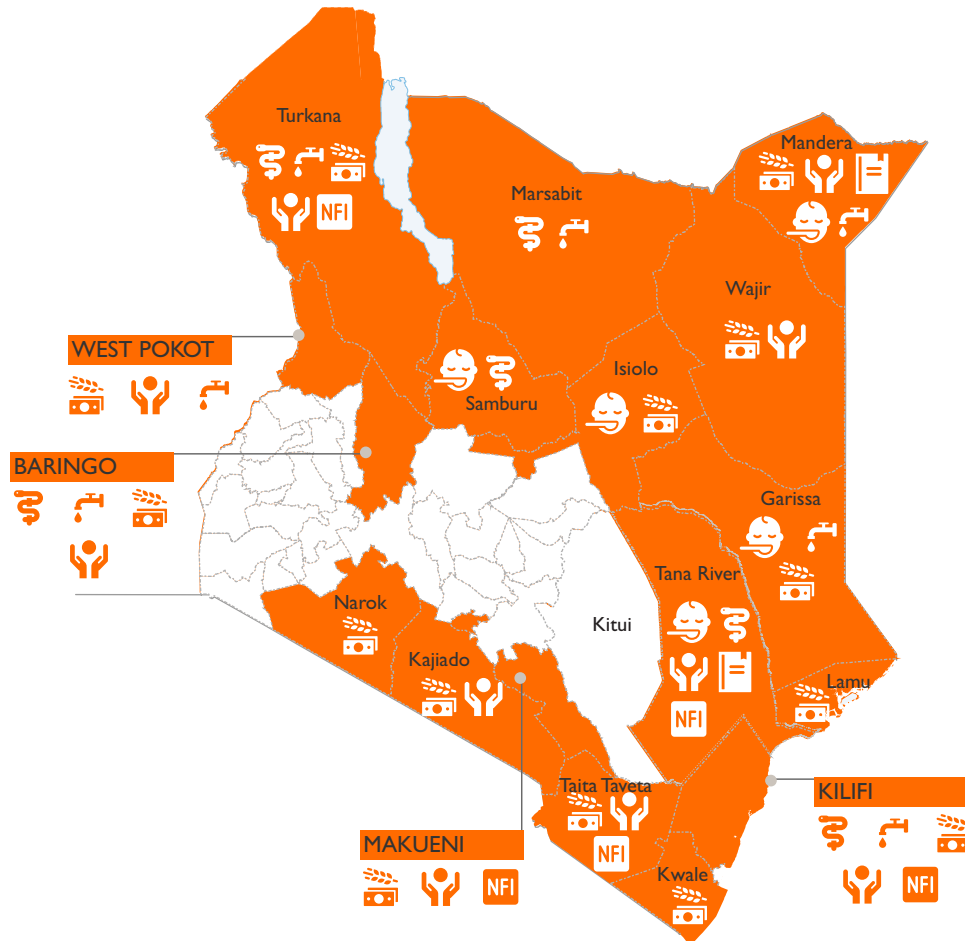 Turkana
Mandera
Marsabit
NFI
Wajir
WEST POKOT
Isiolo
Samburu
BARINGO
Garissa
Tana River
Narok
Kitui
Kajiado
Lamu
NFI
Taita Taveta
KILIFI
MAKUENI
NFI
Kwale
NFI
NFI